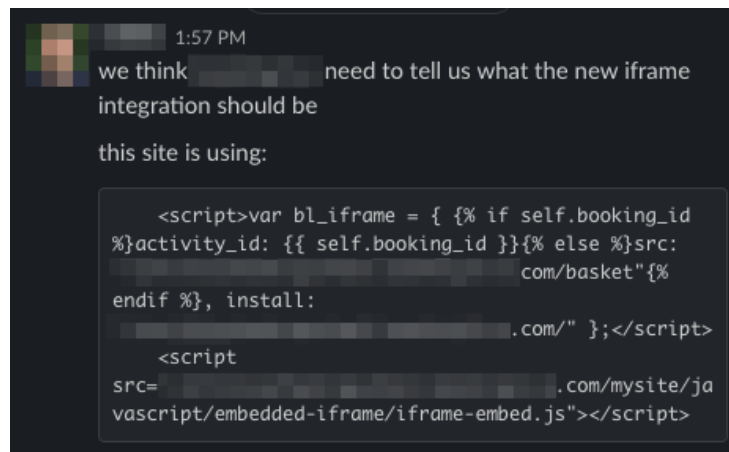 1:57 PM
we think need to tell us what the new iframe
integration should be
this site is using:
<script>var bl_iframe = { {% if self.booking_id
%}activity_id: {{ self.booking_id }}{% else %}src:
com/basket"{%
endif %}, install:
.com/" };</script>
<script
src= .com/mysite/ja
vascript/embedded-iframe/iframe-embed.js"></script>